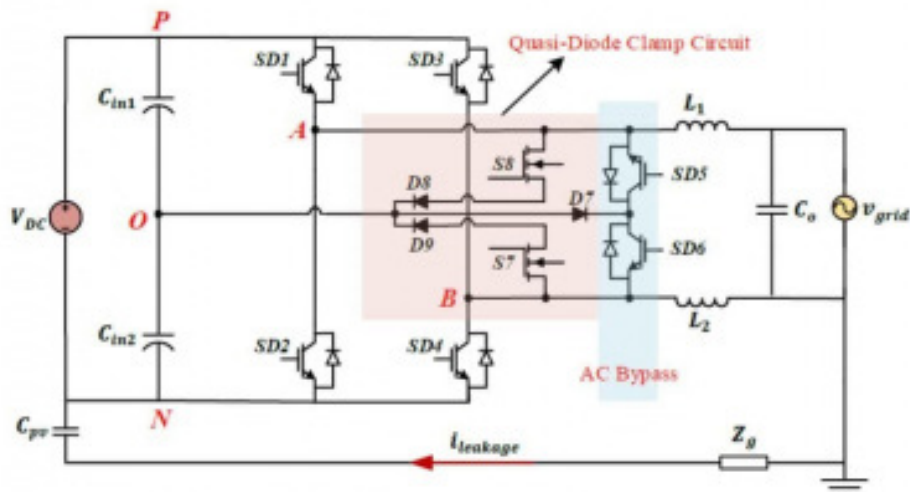 P
SD1
SD3
Quasi-Diode Clamp Circuit
C_in1
A
L_1
S8
SD5
D8
D7
V_DC
O
C_o
v_grid
D9
SD6
S7
B
L_2
C_in2
SD2
SD4
AC Bypass
N
C_pv
i_leakage
Z_g